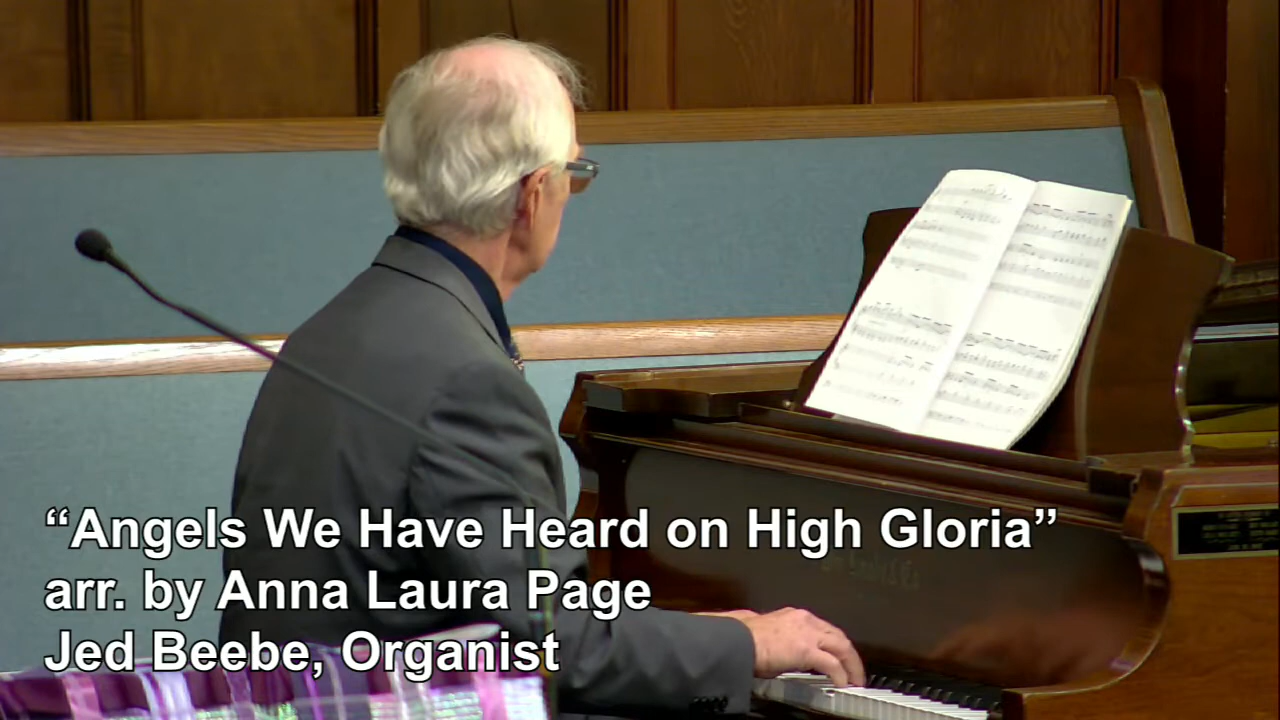 “Angels We Have Heard on High Gloria”
arr. by Anna Laura Page
Jed Beebe, Organist